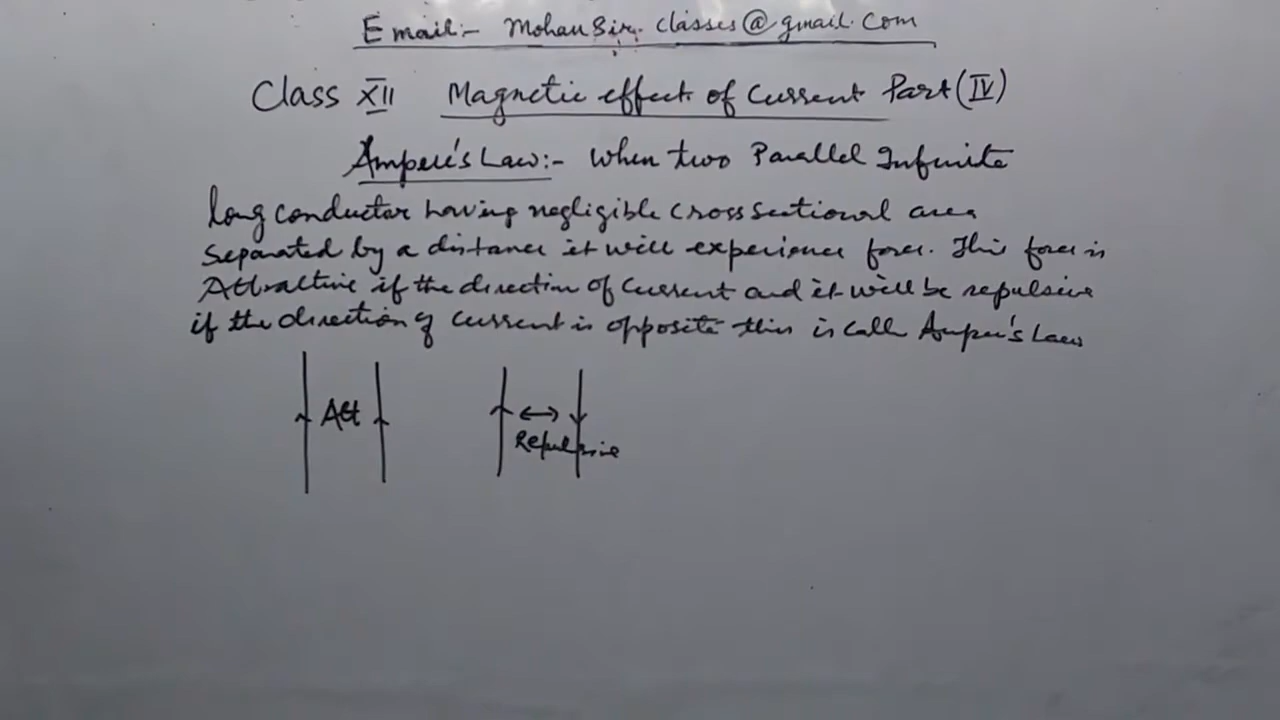 Email:- MohanSir.classes@gmail.com
Class XII Magnetic effect of Current Part (IV)
Ampere's Law:- When two Parallel Infinite
long conductor having negligible cross sectional area
separated by a distance it will experience force. This force is
Attractive if the direction of current and it will be repulsive
if the direction of current is opposite this is call Ampere's Law
Att
Repulsive